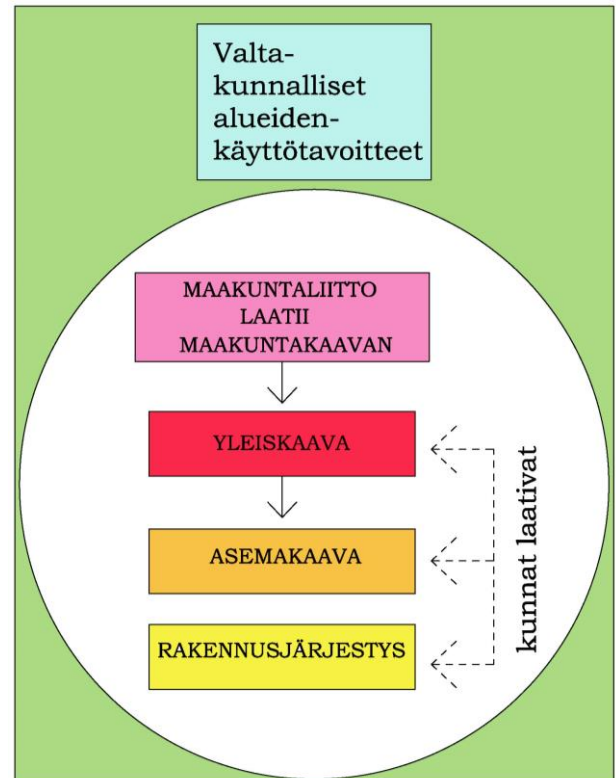 Valta-
kunnalliset
alueiden-
käyttötavoitteet
MAAKUNTALIITTO
LAATII
MAAKUNTAKAAVAN
YLEISKAAVA
ASEMAKAAVA
RAKENNUSJÄRJESTYS
kunnat laativat